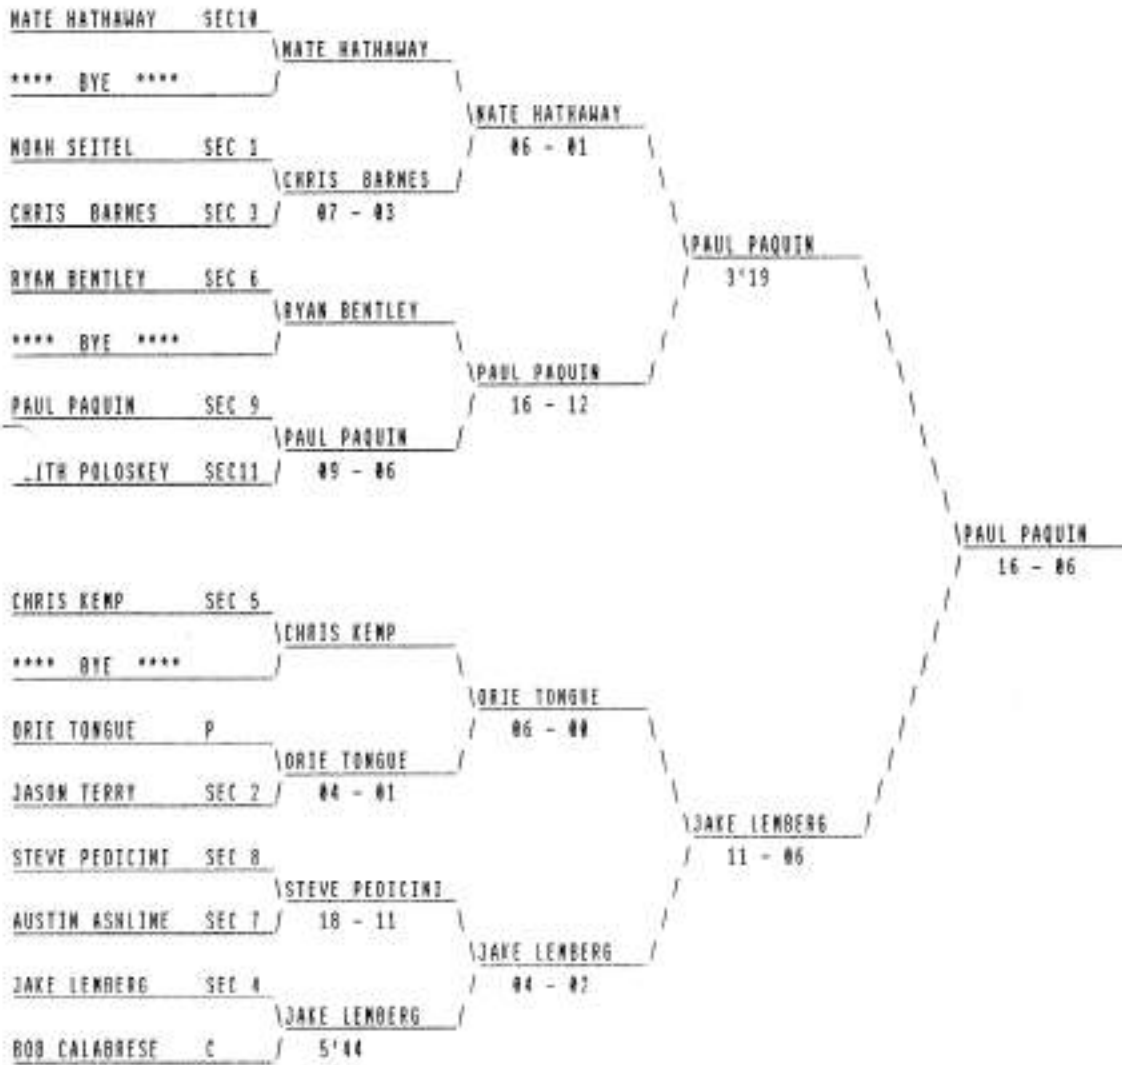 NATE HATHAWAY SEC10
NATE HATHAWAY
**** BYE ****
NATE HATHAWAY
06 - 01
NOAH SEITEL SEC 1
CHRIS BARNES
CHRIS BARNES SEC 3
07 - 03
PAUL PAQUIN
3'19
RYAN BENTLEY SEC 6
RYAN BENTLEY
**** BYE ****
PAUL PAQUIN
16 - 12
PAUL PAQUIN SEC 9
PAUL PAQUIN
ITH POLOSKEY SEC11
09 - 06
PAUL PAQUIN
16 - 06
CHRIS KEMP SEC 5
CHRIS KEMP
**** BYE ****
ORIE TONGUE
06 - 00
ORIE TONGUE P
ORIE TONGUE
JASON TERRY SEC 2
04 - 01
JAKE LEMBERG
11 - 06
STEVE PEDICINI SEC 8
STEVE PEDICINI
AUSTIN ASHLINE SEC 7
18 - 11
JAKE LEMBERG
04 - 02
JAKE LEMBERG SEC 4
JAKE LEMBERG
BOB CALABRESE C
5'44